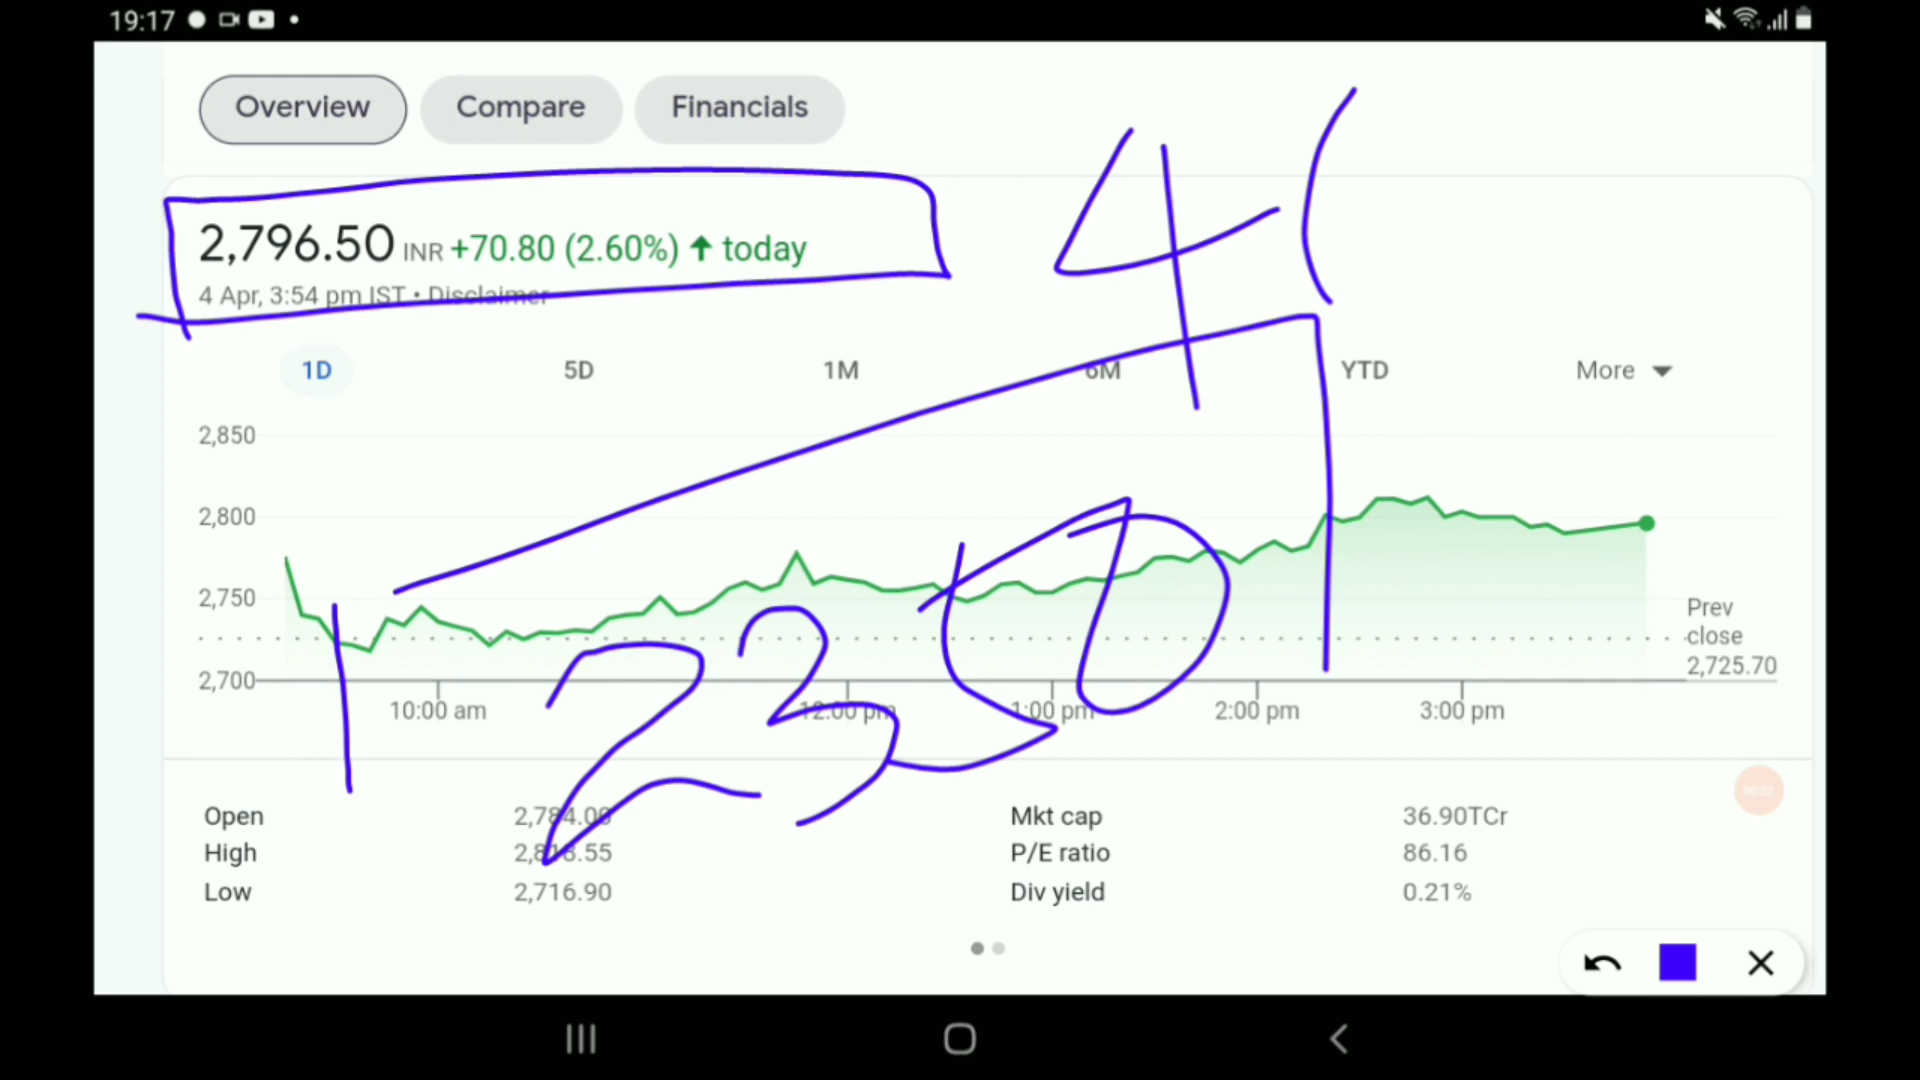 19:17
Overview Compare Financials
2,796.50 INR +70.80 (2.60%) ↑ today
4 Apr, 3:54 pm IST • Disclaimer
1D 5D 1M 6M YTD More
2,850
2,800
2,750
2,700
Prev
close
2,725.70
10:00 am 12:00 pm 1:00 pm 2:00 pm 3:00 pm
Open 2,784.00 Mkt cap 36.90TCr
High 2,818.55 P/E ratio 86.16
Low 2,716.90 Div yield 0.21%